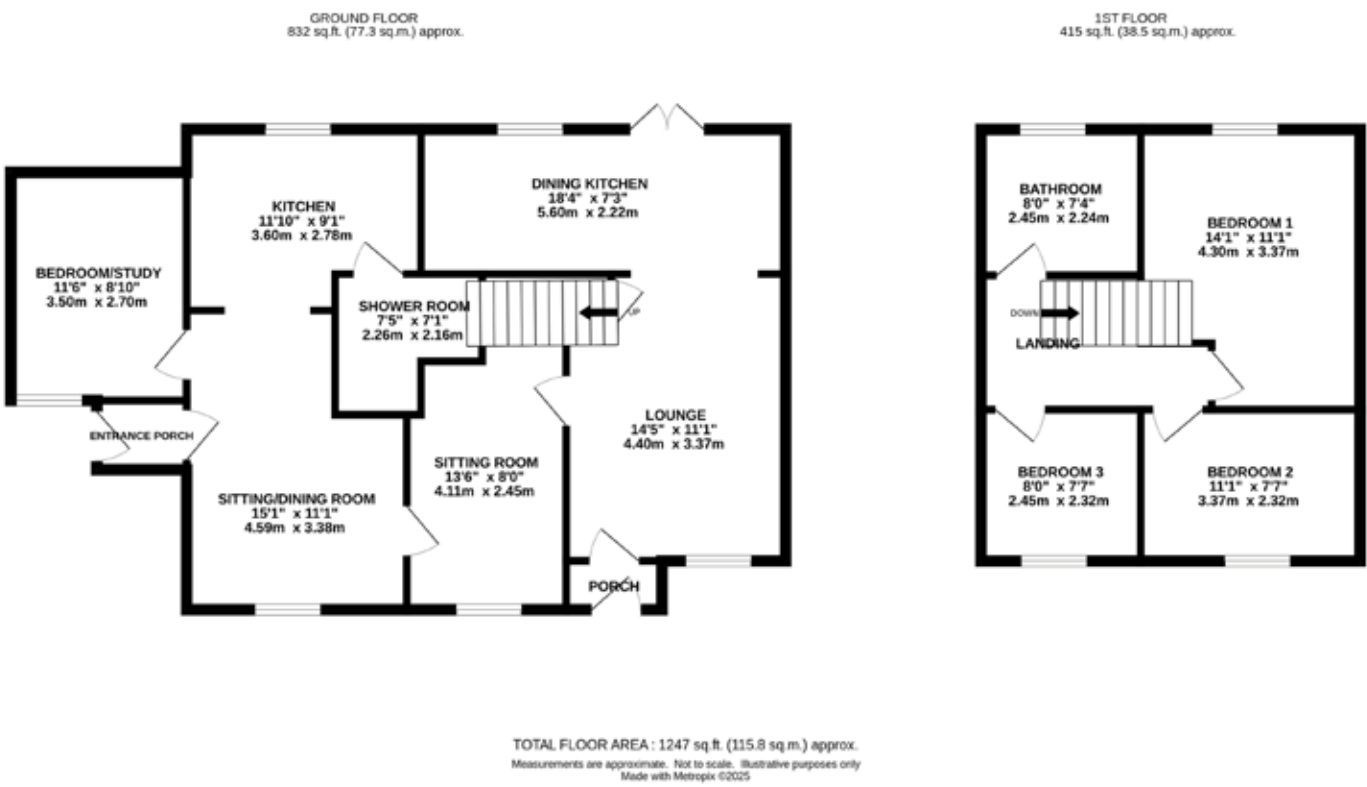 GROUND FLOOR
832 sq.ft. (77.3 sq.m.) approx.
1ST FLOOR
415 sq.ft. (38.5 sq.m.) approx.
KITCHEN
11'10" x 9'1"
3.60m x 2.78m
DINING KITCHEN
18'4" x 7'3"
5.60m x 2.22m
BEDROOM/STUDY
11'6" x 8'10"
3.50m x 2.70m
SHOWER ROOM
7'5" x 7'1"
2.26m x 2.16m
UP
ENTRANCE PORCH
LOUNGE
14'5" x 11'1"
4.40m x 3.37m
SITTING ROOM
13'6" x 8'0"
4.11m x 2.45m
SITTING/DINING ROOM
15'1" x 11'1"
4.59m x 3.38m
PORCH
BATHROOM
8'0" x 7'4"
2.45m x 2.24m
BEDROOM 1
14'1" x 11'1"
4.30m x 3.37m
DOWN
LANDING
BEDROOM 3
8'0" x 7'7"
2.45m x 2.32m
BEDROOM 2
11'1" x 7'7"
3.37m x 2.32m
TOTAL FLOOR AREA : 1247 sq.ft. (115.8 sq.m.) approx.
Measurements are approximate. Not to scale. Illustrative purposes only
Made with Metropix ©2025